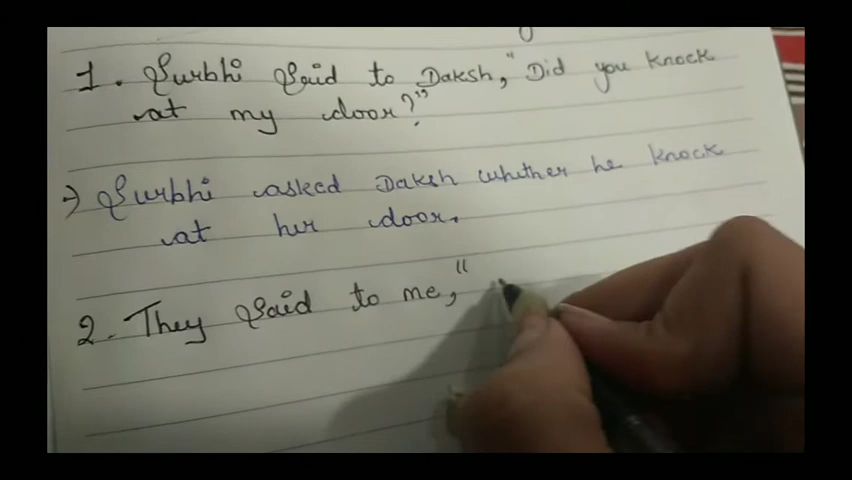 1. Surbhi said to Daksh, "Did you knock
at my door?"
→ Surbhi asked Daksh whether he knock
at her door.
2. They said to me, "